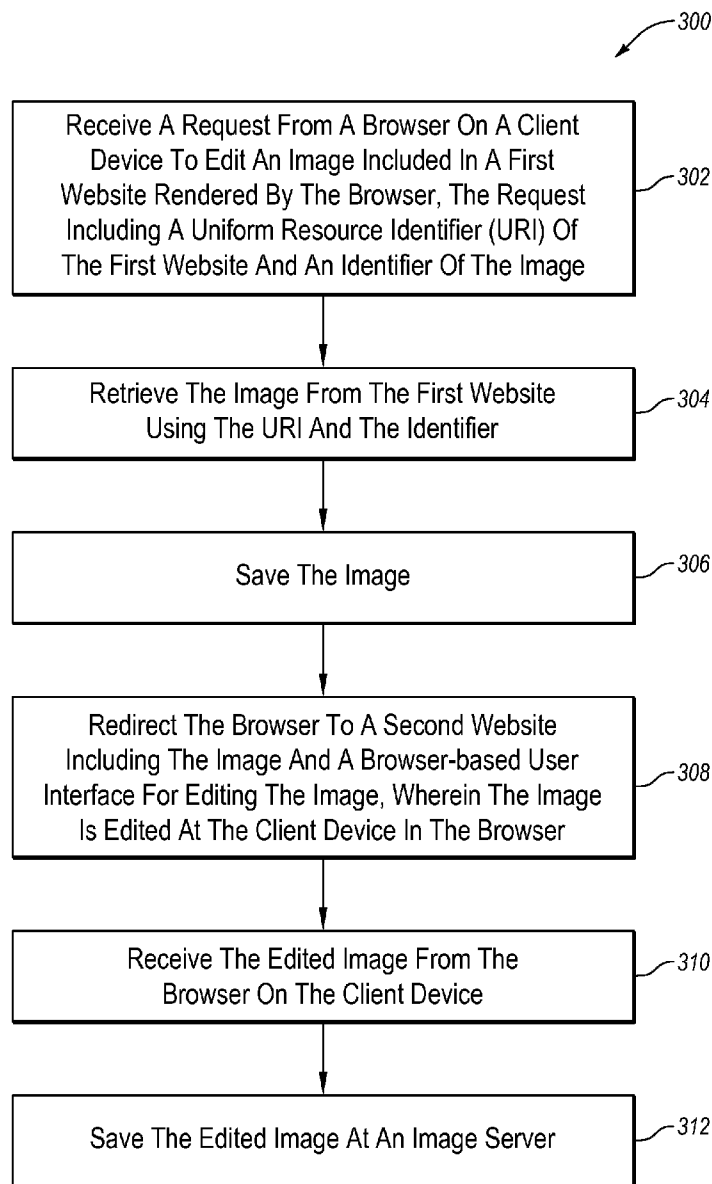 300
Receive A Request From A Browser On A Client
Device To Edit An Image Included In A First
Website Rendered By The Browser, The Request
Including A Uniform Resource Identifier (URI) Of
The First Website And An Identifier Of The Image
302
Retrieve The Image From The First Website
Using The URI And The Identifier
304
Save The Image
306
Redirect The Browser To A Second Website
Including The Image And A Browser-based User
Interface For Editing The Image, Wherein The Image
Is Edited At The Client Device In The Browser
308
Receive The Edited Image From The
Browser On The Client Device
310
Save The Edited Image At An Image Server
312